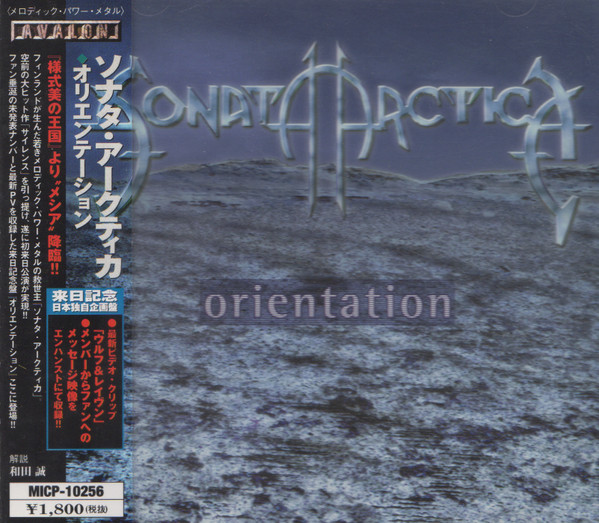 〈メロディック・パワー・メタル〉
AVALON
ソナタ・アークティカ
◆オリエンテーション
『様式美の王国』より“メシア”降臨!!
フィンランドが生んだ若きメロディック・パワー・メタルの救世主「ソナタ・アークティカ」。
空前の大ヒット作「サイレンス」を引っ提げ、遂に初来日公演が実現!!
ファン垂涎の未発表ナンバーと最新PVを収録した来日記念盤「オリエンテーション」ここに登場!!
来日記念
日本独自企画盤
●最新ビデオ・クリップ
「ウルフ&レイヴン」
●メンバーからファンへの
メッセージ映像を
エンハンストにて収録!!
解説
和田 誠
MICP-10256
¥1,800(税抜)
SONATA ARCTICA
orientation